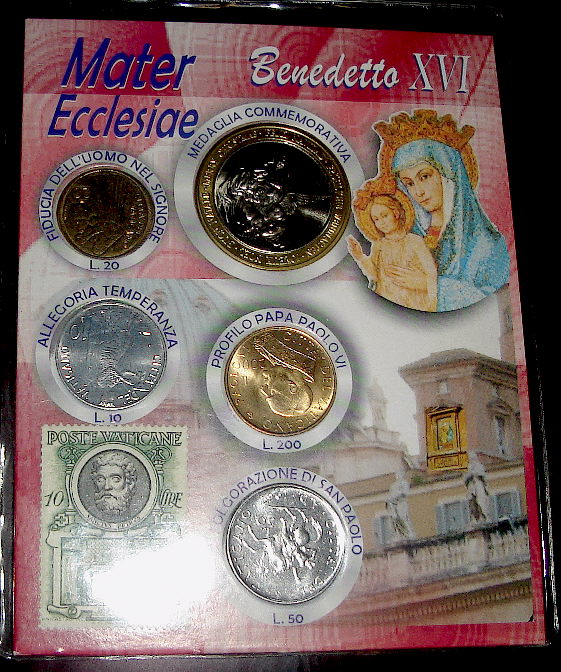 Mater
Ecclesiae
Benedetto XVI
MEDAGLIA COMMEMORATIVA
FIDUCIA DELL'UOMO NEL SIGNORE
L. 20
ALLEGORIA TEMPERANZA
L. 10
PROFILO PAPA PAOLO VI
L. 200
POSTE VATICANE
10 LIRE
FOLGORAZIONE DI SAN PAOLO
L. 50